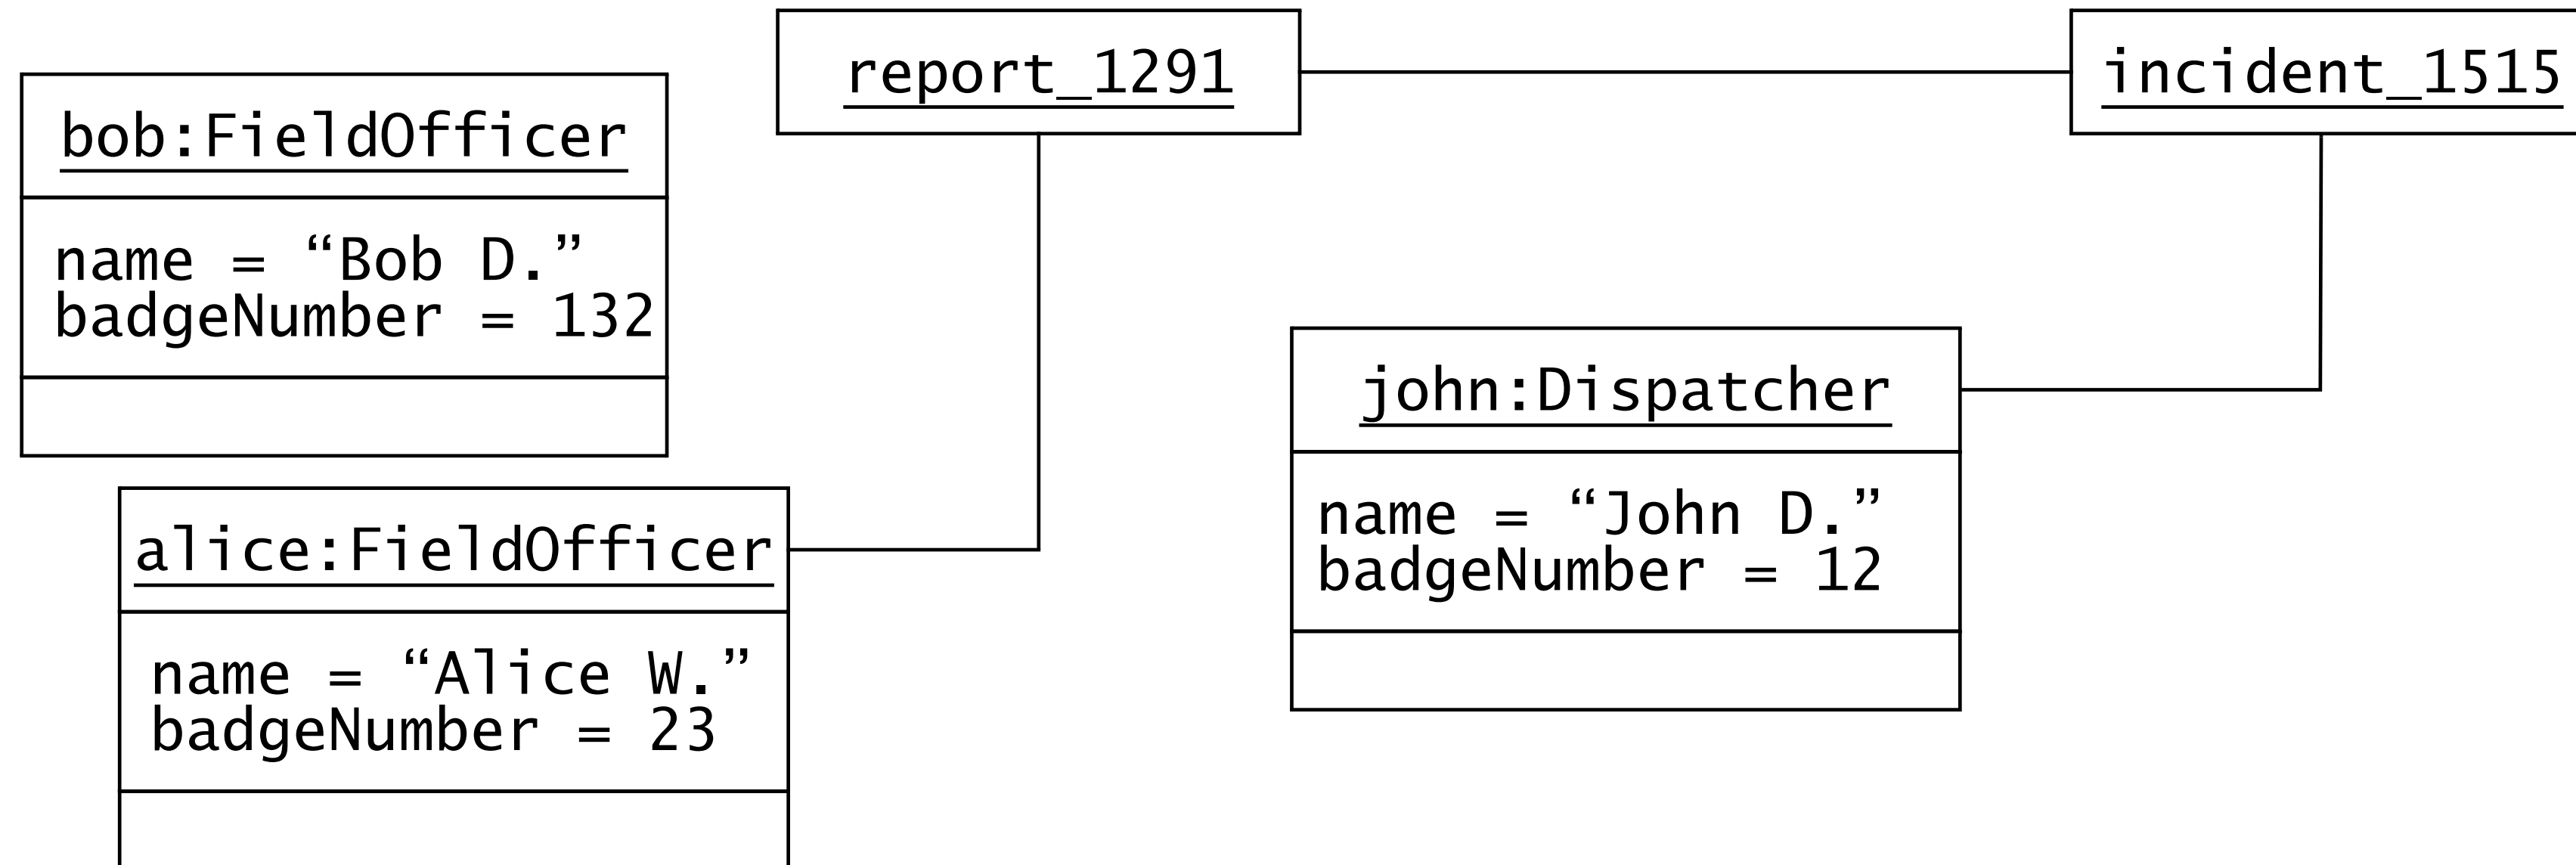 report_1291
incident_1515
bob:FieldOfficer
name = “Bob D.”
badgeNumber = 132
john:Dispatcher
name = “John D.”
badgeNumber = 12
alice:FieldOfficer
name = “Alice W.”
badgeNumber = 23